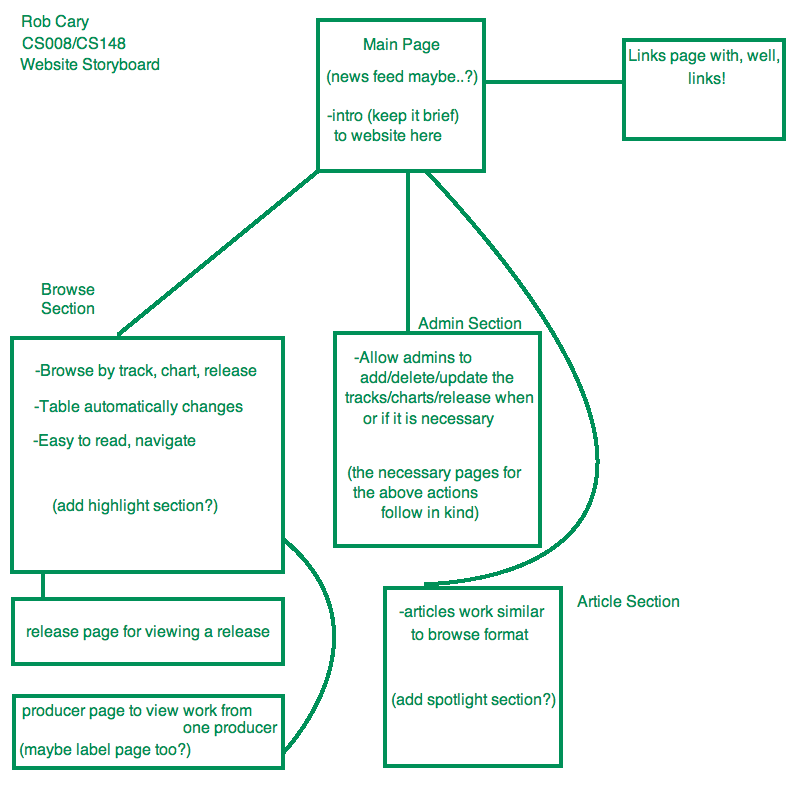 Rob Cary
CS008/CS148
Website Storyboard
Main Page
(news feed maybe..?)
-intro (keep it brief)
to website here
Links page with, well,
links!
Browse
Section
-Browse by track, chart, release
-Table automatically changes
-Easy to read, navigate
(add highlight section?)
Admin Section
-Allow admins to
add/delete/update the
tracks/charts/release when
or if it is necessary
(the necessary pages for
the above actions
follow in kind)
release page for viewing a release
producer page to view work from
one producer
(maybe label page too?)
Article Section
-articles work similar
to browse format
(add spotlight section?)